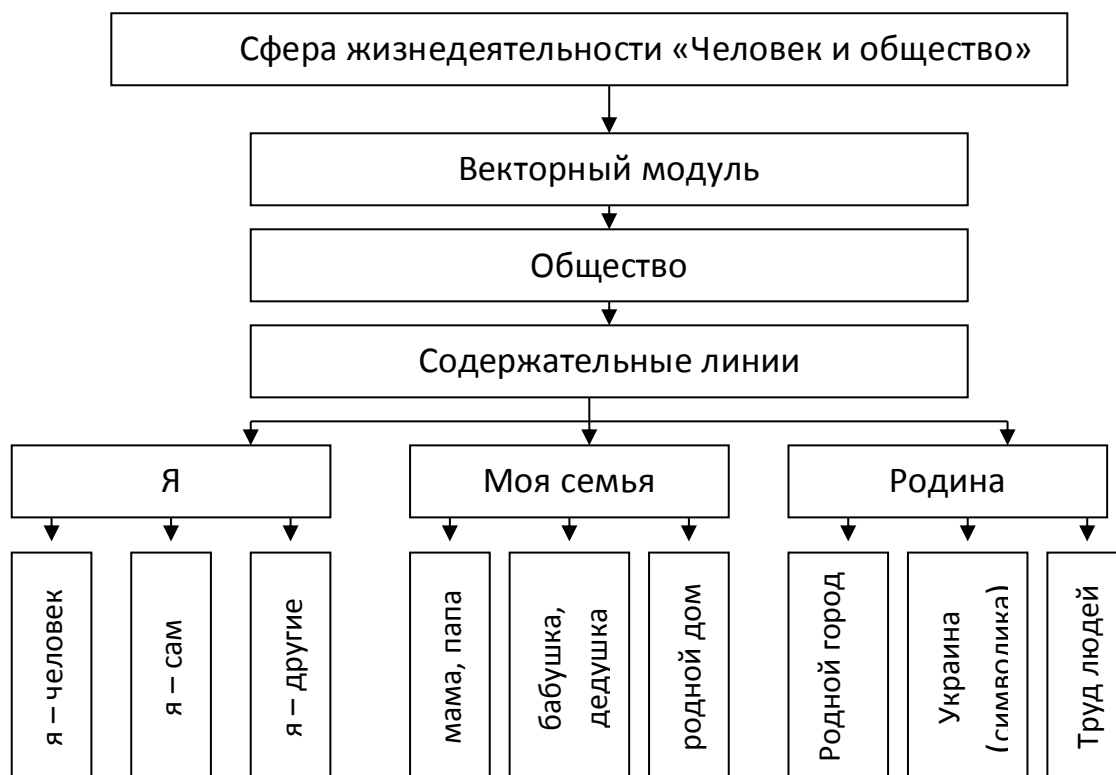 Сфера жизнедеятельности «Человек и общество»
Векторный модуль
Общество
Содержательные линии
Я
Моя семья
Родина
я – человек
я – сам
я – другие
мама, папа
бабушка,
дедушка
родной дом
Родной город
Украина
(символика)
Труд людей